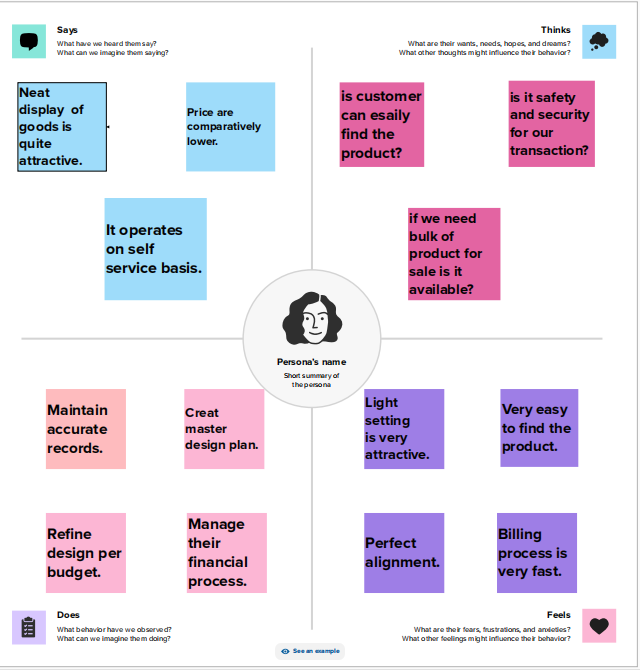 Says
What have we heard them say?
What can we imagine them saying?
Thinks
What are their wants, needs, hopes, and dreams?
What other thoughts might influence their behavior?
Neat
display of
goods is
quite
attractive.
.
Price are
comparatively
lower.
It operates
on self
service basis.
is customer
can esaily
find the
product?
is it safety
and security
for our
transaction?
if we need
bulk of
product for
sale is it
available?
Persona's name
Short summary of
the persona
Maintain
accurate
records.
Creat
master
design plan.
Refine
design per
budget.
Manage
their
financial
process.
Light
setting
is very
attractive.
Very easy
to find the
product.
Perfect
alignment.
Billing
process is
very fast.
Does
What behavior have we observed?
What can we imagine them doing?
Feels
What are their fears, frustrations, and anxieties?
What other feelings might influence their behavior?
See an example